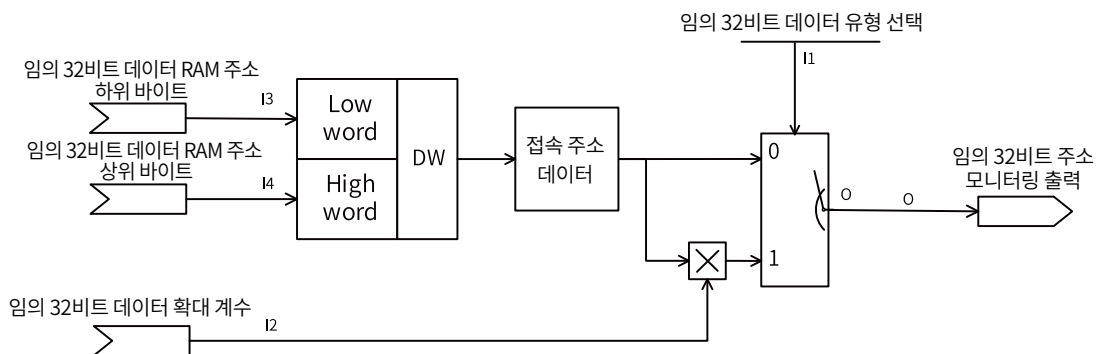 임의 32비트 데이터 유형 선택
I1
임의 32비트 데이터 RAM 주소
하위 바이트
I3
Low
word
임의 32비트 데이터 RAM 주소
상위 바이트
I4
High
word
DW
접속 주소
데이터
0
1
O
O
임의 32비트 주소
모니터링 출력
임의 32비트 데이터 확대 계수
I2